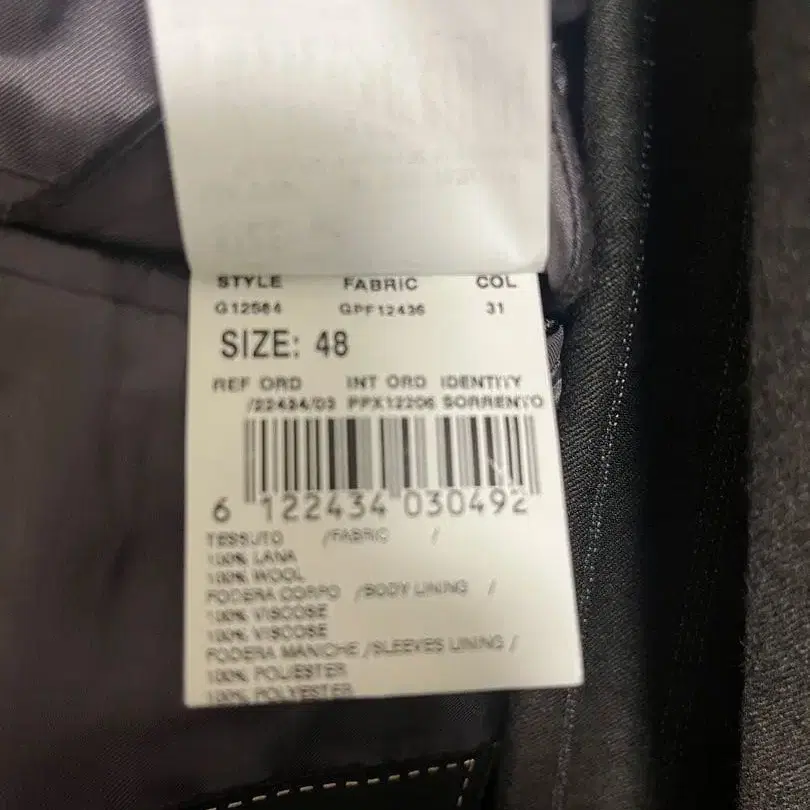 STYLE FABRIC COL
G12564 GPF12436 31
SIZE: 48
REF ORD INT ORD IDENTITY
/22434/03 PPX12206 SORRENTO
6 122434 030492
TESSUTO /FABRIC /
100% LANA
100% WOOL
FODERA CORPO /BODY LINING /
100% VISCOSE
100% VISCOSE
FODERA MANICHE /SLEEVES LINING /
100% POLIESTER
100% POLYESTER